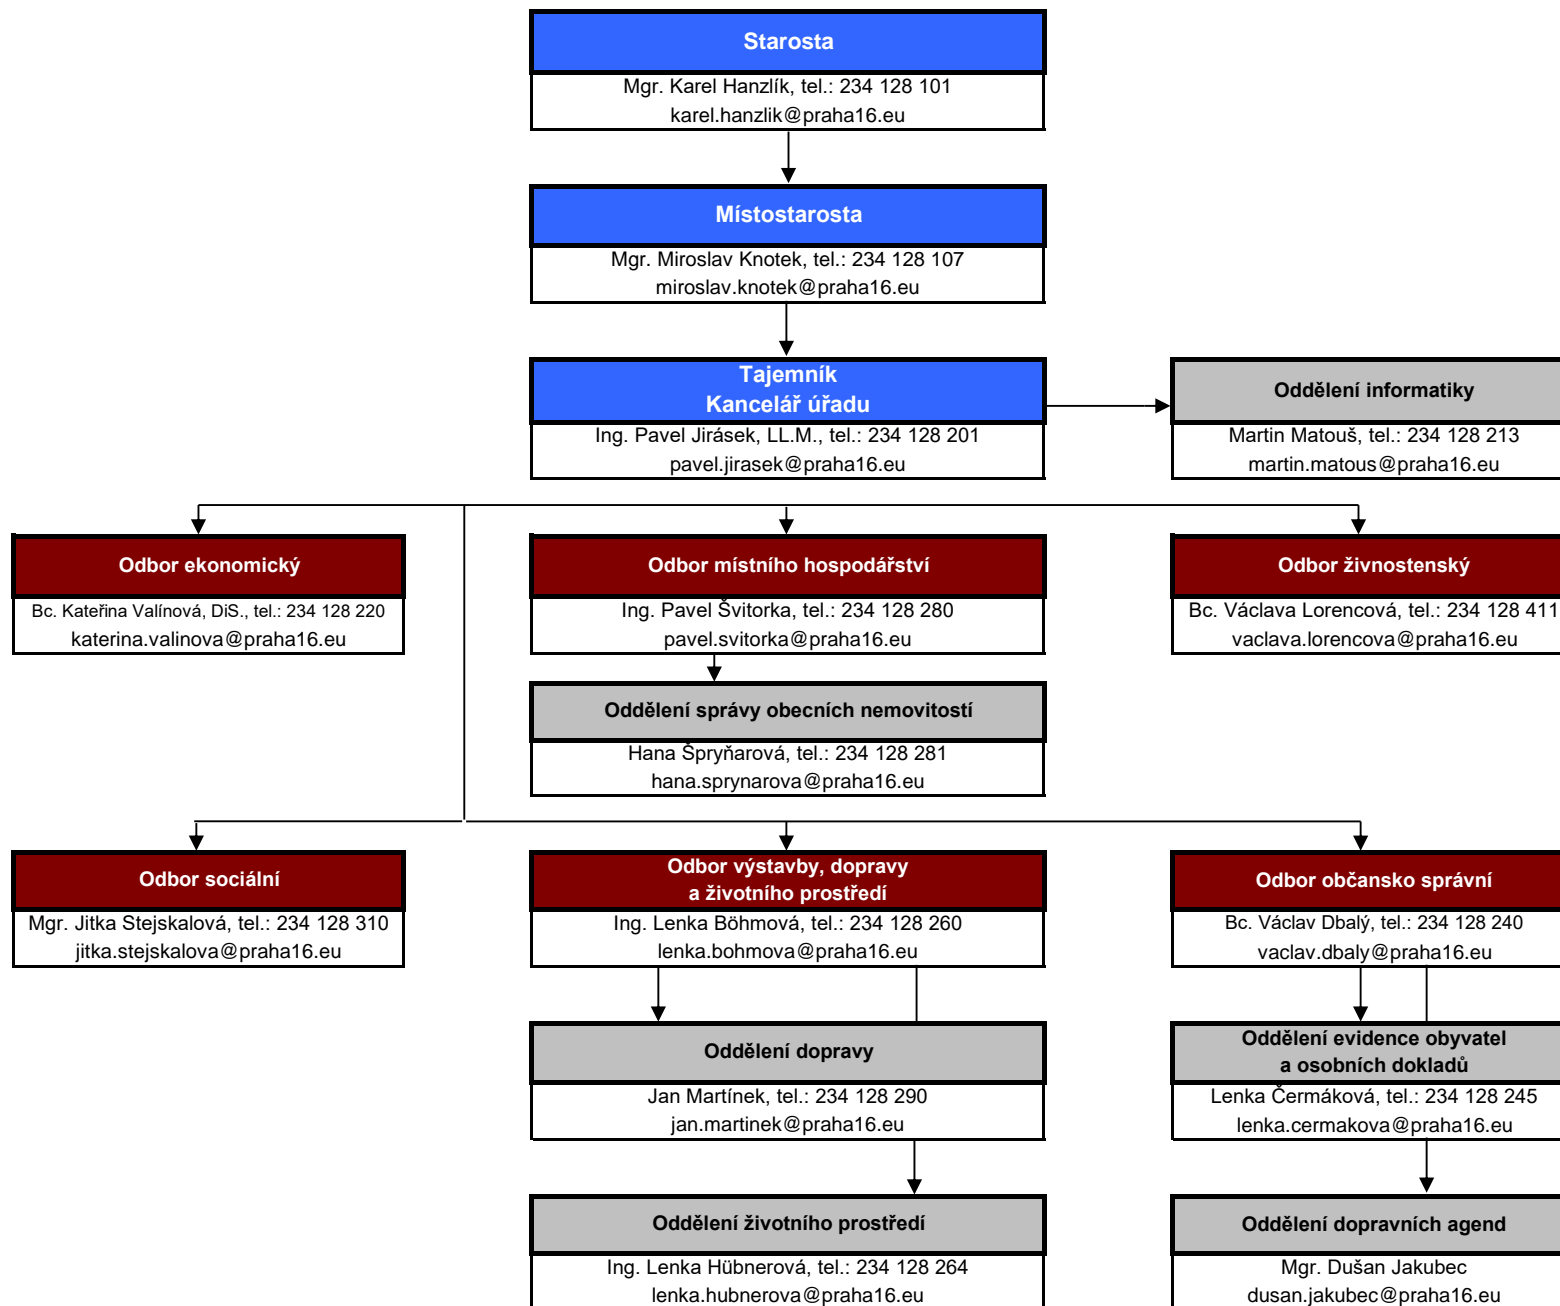 Starosta
Mgr. Karel Hanzlík, tel.: 234 128 101
karel.hanzlik@praha16.eu
Místostarosta
Mgr. Miroslav Knotek, tel.: 234 128 107
miroslav.knotek@praha16.eu
Tajemník
Kancelář úřadu
Ing. Pavel Jirásek, LL.M., tel.: 234 128 201
pavel.jirasek@praha16.eu
Oddělení informatiky
Martin Matouš, tel.: 234 128 213
martin.matous@praha16.eu
Odbor ekonomický
Bc. Kateřina Valínová, DiS., tel.: 234 128 220
katerina.valinova@praha16.eu
Odbor místního hospodářství
Ing. Pavel Švitorka, tel.: 234 128 280
pavel.svitorka@praha16.eu
Odbor živnostenský
Bc. Václava Lorencová, tel.: 234 128 411
vaclava.lorencova@praha16.eu
Oddělení správy obecních nemovitostí
Hana Špryňarová, tel.: 234 128 281
hana.sprynarova@praha16.eu
Odbor sociální
Mgr. Jitka Stejskalová, tel.: 234 128 310
jitka.stejskalova@praha16.eu
Odbor výstavby, dopravy
a životního prostředí
Ing. Lenka Böhmová, tel.: 234 128 260
lenka.bohmova@praha16.eu
Odbor občansko správní
Bc. Václav Dbalý, tel.: 234 128 240
vaclav.dbaly@praha16.eu
Oddělení dopravy
Jan Martínek, tel.: 234 128 290
jan.martinek@praha16.eu
Oddělení evidence obyvatel
a osobních dokladů
Lenka Čermáková, tel.: 234 128 245
lenka.cermakova@praha16.eu
Oddělení životního prostředí
Ing. Lenka Hübnerová, tel.: 234 128 264
lenka.hubnerova@praha16.eu
Oddělení dopravních agend
Mgr. Dušan Jakubec
dusan.jakubec@praha16.eu